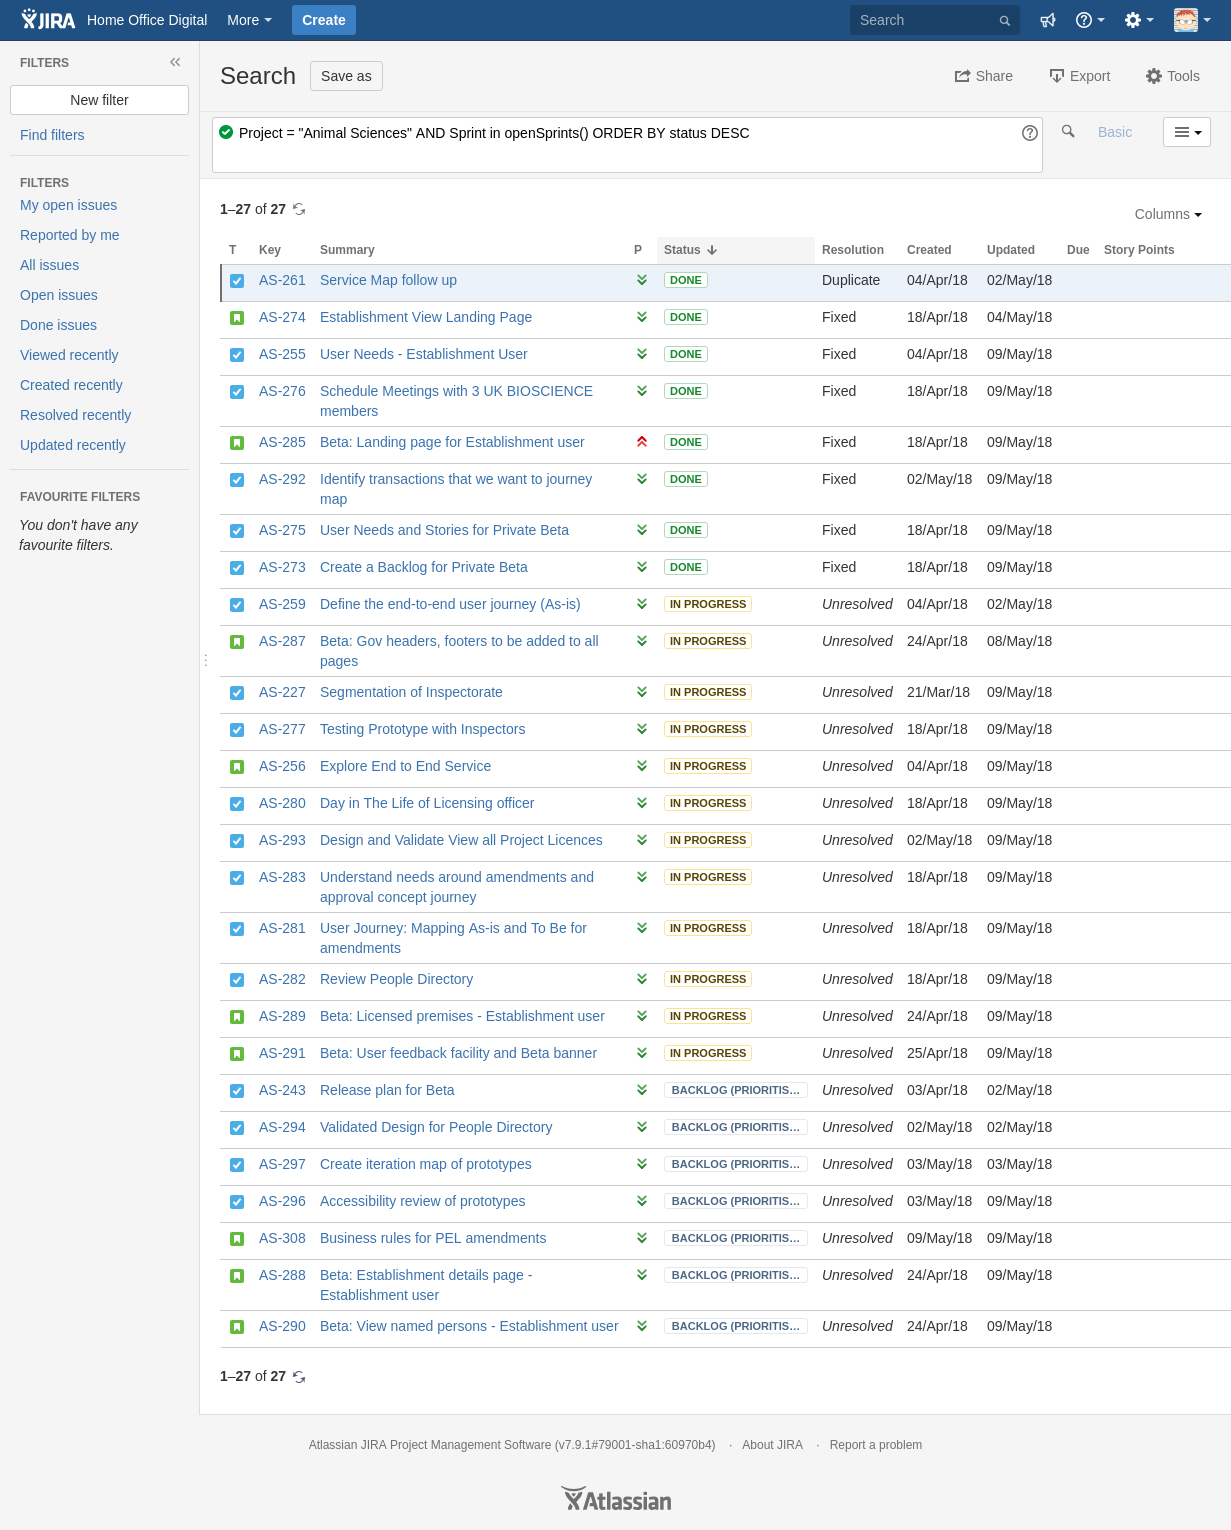 JIRA Home Office Digital More Create Search
FILTERS
New filter
Find filters
FILTERS
My open issues
Reported by me
All issues
Open issues
Done issues
Viewed recently
Created recently
Resolved recently
Updated recently
FAVOURITE FILTERS
You don't have any
favourite filters.
Search Save as Share Export Tools
Project = "Animal Sciences" AND Sprint in openSprints() ORDER BY status DESC Basic
1–27 of 27 Columns
T Key Summary P Status Resolution Created Updated Due Story Points
AS-261 Service Map follow up DONE Duplicate 04/Apr/18 02/May/18
AS-274 Establishment View Landing Page DONE Fixed 18/Apr/18 04/May/18
AS-255 User Needs - Establishment User DONE Fixed 04/Apr/18 09/May/18
AS-276 Schedule Meetings with 3 UK BIOSCIENCE DONE Fixed 18/Apr/18 09/May/18
members
AS-285 Beta: Landing page for Establishment user DONE Fixed 18/Apr/18 09/May/18
AS-292 Identify transactions that we want to journey DONE Fixed 02/May/18 09/May/18
map
AS-275 User Needs and Stories for Private Beta DONE Fixed 18/Apr/18 09/May/18
AS-273 Create a Backlog for Private Beta DONE Fixed 18/Apr/18 09/May/18
AS-259 Define the end-to-end user journey (As-is) IN PROGRESS Unresolved 04/Apr/18 02/May/18
AS-287 Beta: Gov headers, footers to be added to all IN PROGRESS Unresolved 24/Apr/18 08/May/18
pages
AS-227 Segmentation of Inspectorate IN PROGRESS Unresolved 21/Mar/18 09/May/18
AS-277 Testing Prototype with Inspectors IN PROGRESS Unresolved 18/Apr/18 09/May/18
AS-256 Explore End to End Service IN PROGRESS Unresolved 04/Apr/18 09/May/18
AS-280 Day in The Life of Licensing officer IN PROGRESS Unresolved 18/Apr/18 09/May/18
AS-293 Design and Validate View all Project Licences IN PROGRESS Unresolved 02/May/18 09/May/18
AS-283 Understand needs around amendments and IN PROGRESS Unresolved 18/Apr/18 09/May/18
approval concept journey
AS-281 User Journey: Mapping As-is and To Be for IN PROGRESS Unresolved 18/Apr/18 09/May/18
amendments
AS-282 Review People Directory IN PROGRESS Unresolved 18/Apr/18 09/May/18
AS-289 Beta: Licensed premises - Establishment user IN PROGRESS Unresolved 24/Apr/18 09/May/18
AS-291 Beta: User feedback facility and Beta banner IN PROGRESS Unresolved 25/Apr/18 09/May/18
AS-243 Release plan for Beta BACKLOG (PRIORITIS… Unresolved 03/Apr/18 02/May/18
AS-294 Validated Design for People Directory BACKLOG (PRIORITIS… Unresolved 02/May/18 02/May/18
AS-297 Create iteration map of prototypes BACKLOG (PRIORITIS… Unresolved 03/May/18 03/May/18
AS-296 Accessibility review of prototypes BACKLOG (PRIORITIS… Unresolved 03/May/18 09/May/18
AS-308 Business rules for PEL amendments BACKLOG (PRIORITIS… Unresolved 09/May/18 09/May/18
AS-288 Beta: Establishment details page - BACKLOG (PRIORITIS… Unresolved 24/Apr/18 09/May/18
Establishment user
AS-290 Beta: View named persons - Establishment user BACKLOG (PRIORITIS… Unresolved 24/Apr/18 09/May/18
1–27 of 27
Atlassian JIRA Project Management Software (v7.9.1#79001-sha1:60970b4) · About JIRA · Report a problem
Atlassian